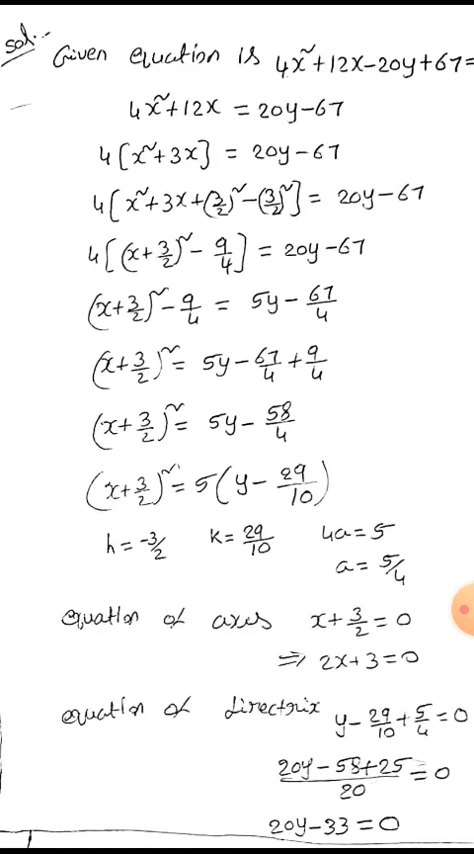 Sol:-
Given equation is 4x²+12x-20y+67=
4x²+12x = 20y-67
4[x²+3x] = 20y-67
4[x²+3x+(3/2)²-(3/2)²] = 20y-67
4[(x+3/2)²-9/4] = 20y-67
(x+3/2)²-9/4 = 5y-67/4
(x+3/2)² = 5y-67/4+9/4
(x+3/2)² = 5y-58/4
(x+3/2)² = 5(y-29/10)
h=-3/2 k=29/10 4a=5
a=5/4
equation of axes x+3/2=0
⇒ 2x+3=0
equation of directrix y-29/10+5/4=0
(20y-58+25)/20=0
20y-33=0